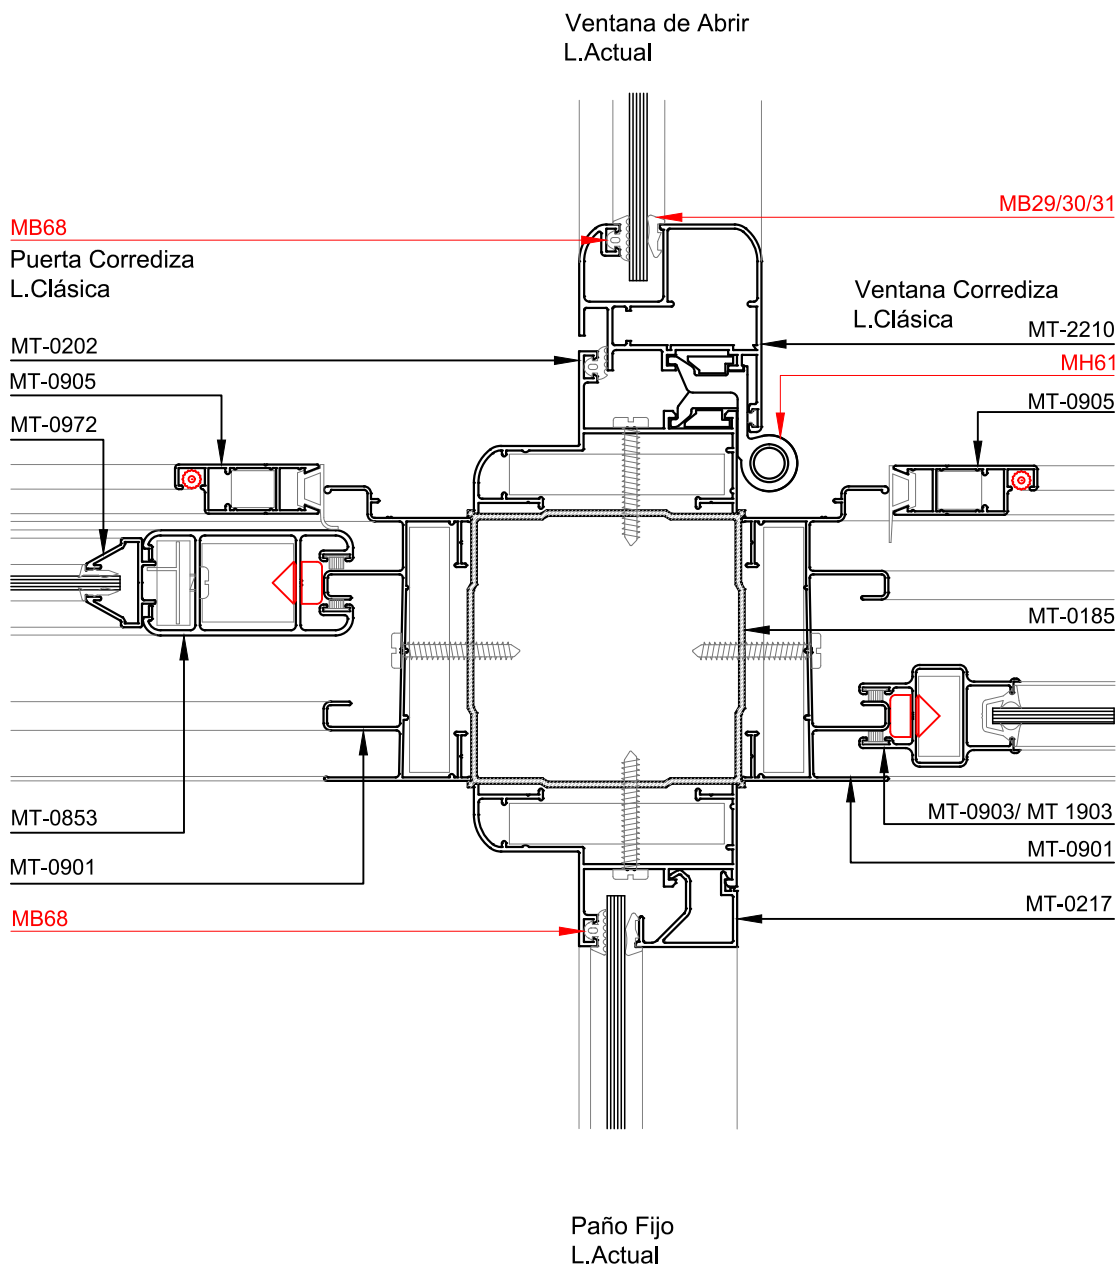 Ventana de Abrir
L.Actual
MB29/30/31
MB68
Puerta Corrediza
L.Clásica
Ventana Corrediza
L.Clásica
MT-2210
MT-0202
MH61
MT-0905
MT-0905
MT-0972
MT-0185
MT-0853
MT-0903/ MT 1903
MT-0901
MT-0901
MT-0217
MB68
Paño Fijo
L.Actual